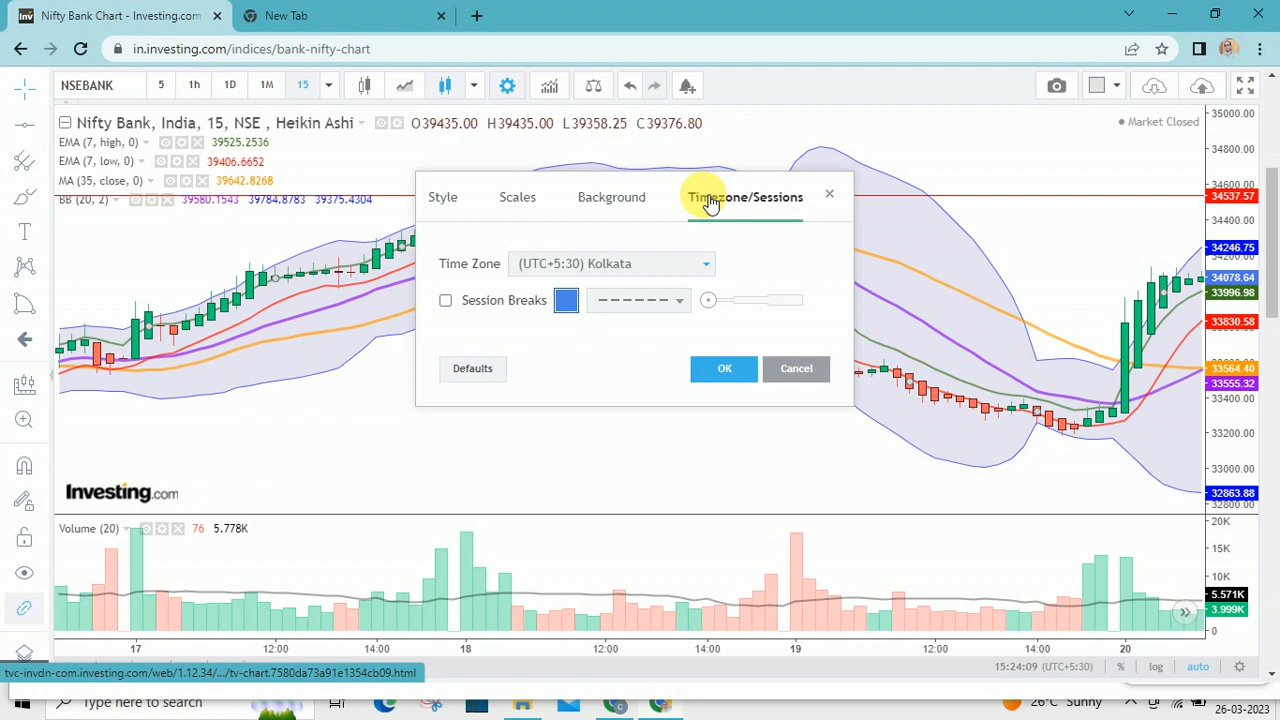 Nifty Bank Chart - Investing.com
New Tab
in.investing.com/indices/bank-nifty-chart
NSEBANK 5 1h 1D 1M 15
Nifty Bank, India, 15, NSE , Heikin Ashi O39435.00 H39435.00 L39358.25 C39376.80
Market Closed
EMA (7, high, 0) 39525.2536
EMA (7, low, 0) 39406.6652
MA (35, close, 0) 39642.8268
BB (20, 2) 39580.1543 39784.8783 39375.4304
Style Scales Background Timezone/Sessions
Time Zone (UTC+5:30) Kolkata
Session Breaks
Defaults OK Cancel
35000.00
34800.00
34600.00
34537.57
34400.00
34246.75
34200.00
34078.64
33996.98
33830.58
33600.00
33564.40
33555.32
33400.00
33200.00
33000.00
32863.88
32800.00
Investing.com
Volume (20) 76 5.778K
20K
15K
10K
5.571K
3.999K
0
17 12:00 14:00 18 12:00 14:00 19 12:00 14:00 20
15:24:09 (UTC+5:30) % log auto
tvc-invdn-com.investing.com/web/1.12.34/.../tv-chart.7580da73a91e1354cb09.html
Type here to search
26°C Sunny
26-03-2023